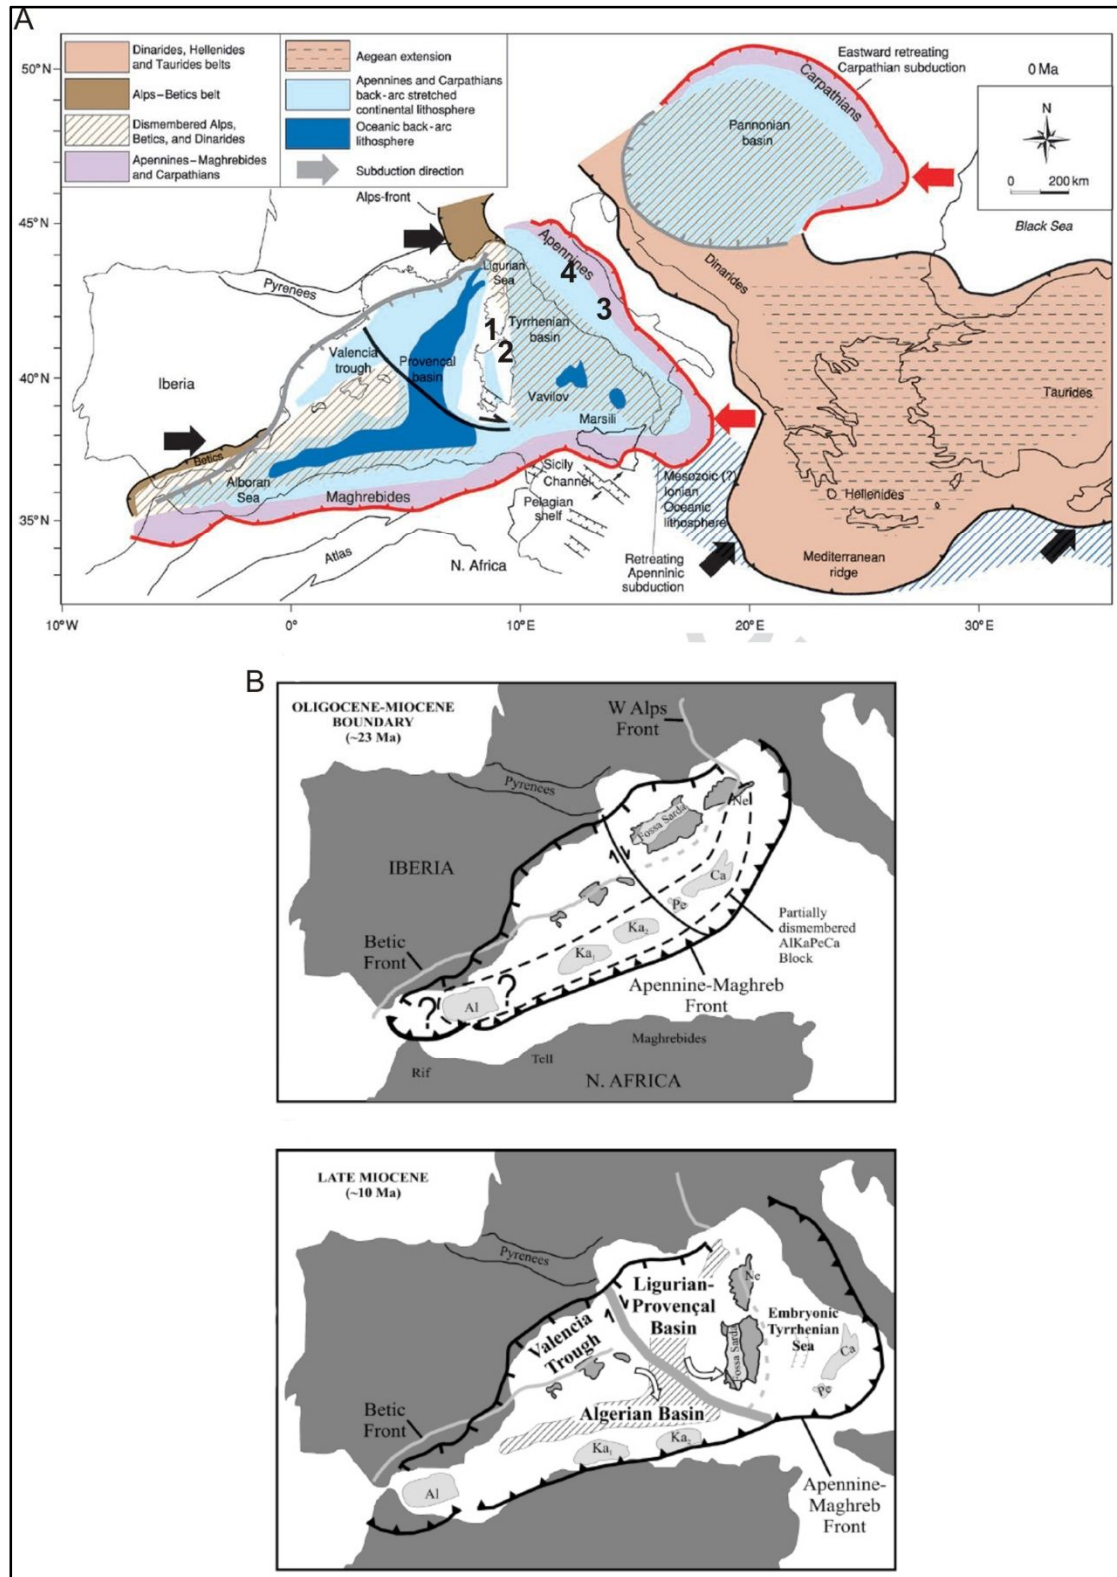 A
Dinarides, Hellenides
and Taurides belts
Alps–Betics belt
Dismembered Alps,
Betics, and Dinarides
Apennines–Maghrebides
and Carpathians
Aegean extension
Apennines and Carpathians
back-arc stretched
continental lithosphere
Oceanic back-arc
lithosphere
Subduction direction
Eastward retreating
Carpathian subduction
0 Ma
N
0 200 km
Black Sea
50°N
45°N
40°N
35°N
10°W
0°
10°E
20°E
30°E
Carpathians
Pannonian
basin
Alps-front
Apennines
Ligurian
Sea
Dinarides
Pyrenees
4
3
1
2
Tyrrhenian
basin
Valencia
trough
Provençal
basin
Iberia
Vavilov
Marsili
Taurides
Betics
Alboran
Sea
Maghrebides
Sicily
Channel
Pelagian
shelf
Mesozoic (?)
Ionian
Oceanic
lithosphere
Hellenides
Atlas
N. Africa
Retreating
Apenninic
subduction
Mediterranean
ridge
B
OLIGOCENE-MIOCENE
BOUNDARY
(~23 Ma)
W Alps
Front
Pyrenees
Ne
Fossa Sarda
IBERIA
Ca
Pe
Ka2
Ka1
Partially
dismembered
AlKaPeCa
Block
Betic
Front
Apennine-Maghreb
Front
?
?
Al
Rif
Tell
Maghrebides
N. AFRICA
LATE MIOCENE
(~10 Ma)
Pyrenees
Ligurian-
Provençal
Basin
Ne
Embryonic
Tyrrhenian
Sea
Valencia
Trough
Fossa Sarda
Ca
Pe
Betic
Front
Algerian Basin
Ka1
Ka2
Al
Apennine-
Maghreb
Front